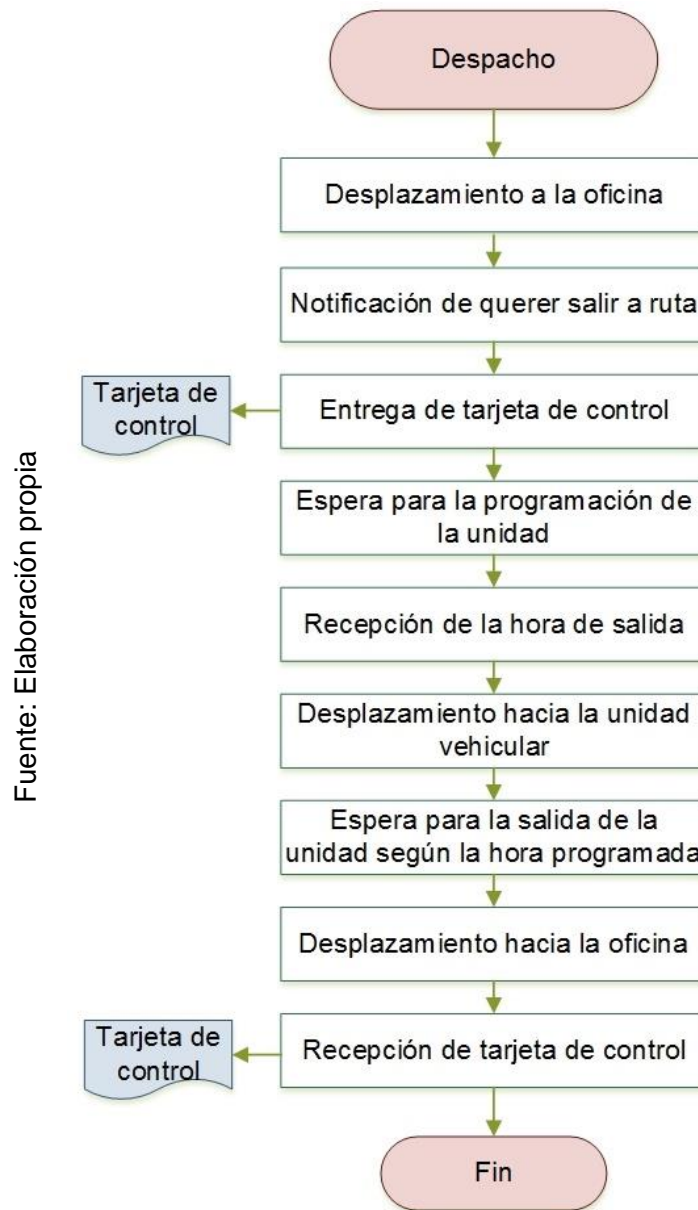 Despacho
Desplazamiento a la oficina
Notificación de querer salir a ruta
Tarjeta de
control
Entrega de tarjeta de control
Espera para la programación de
la unidad
Recepción de la hora de salida
Desplazamiento hacia la unidad
vehicular
Espera para la salida de la
unidad según la hora programada
Desplazamiento hacia la oficina
Tarjeta de
control
Recepción de tarjeta de control
Fin
Fuente: Elaboración propia